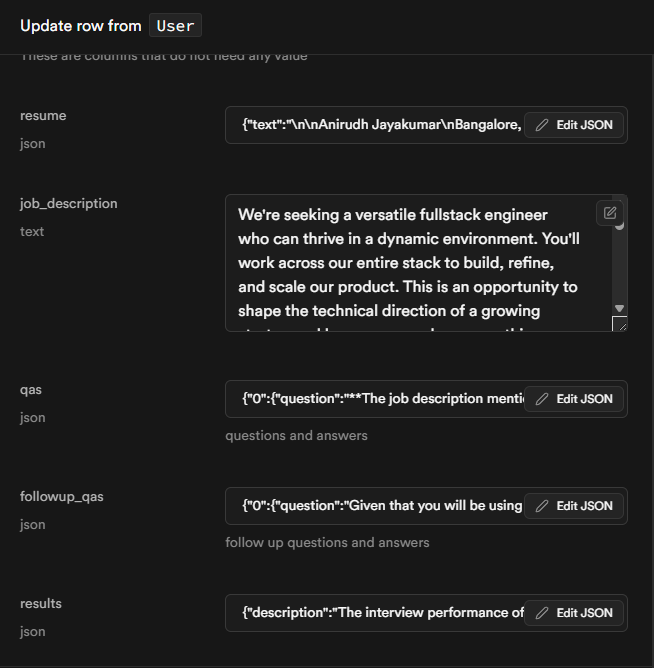 Update row from User
These are columns that do not need any value
resume
json
{"text":"\n\nAnirudh Jayakumar\nBangalore,
Edit JSON
job_description
text
We're seeking a versatile fullstack engineer
who can thrive in a dynamic environment. You'll
work across our entire stack to build, refine,
and scale our product. This is an opportunity to
shape the technical direction of a growing
qas
json
{"0":{"question":"**The job description mentic
Edit JSON
questions and answers
followup_qas
json
{"0":{"question":"Given that you will be using
Edit JSON
follow up questions and answers
results
json
{"description":"The interview performance of
Edit JSON